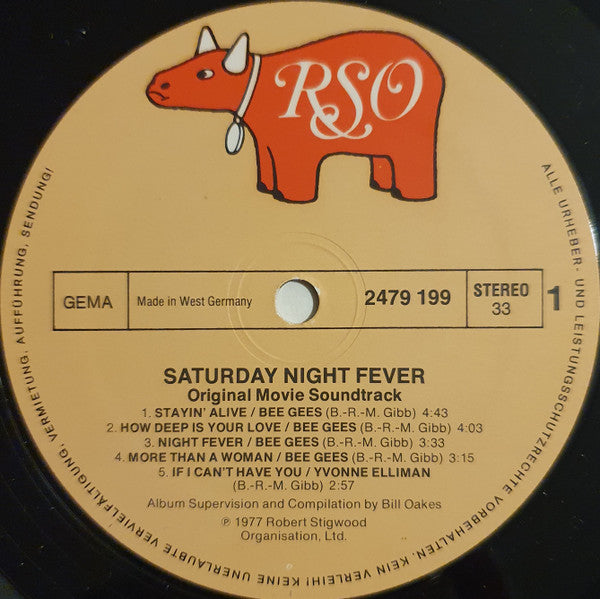 RSO
GEMA
Made in West Germany
2479 199
STEREO
33
1
SATURDAY NIGHT FEVER
Original Movie Soundtrack
1. STAYIN' ALIVE / BEE GEES (B.-R.-M. Gibb) 4:43
2. HOW DEEP IS YOUR LOVE / BEE GEES (B.-R.-M. Gibb) 4:03
3. NIGHT FEVER / BEE GEES (B.-R.-M. Gibb) 3:33
4. MORE THAN A WOMAN / BEE GEES (B.-R.-M. Gibb) 3:15
5. IF I CAN'T HAVE YOU / YVONNE ELLIMAN
(B.-R.-M. Gibb) 2:57
Album Supervision and Compilation by Bill Oakes
℗ 1977 Robert Stigwood
Organisation, Ltd.
ALLE URHEBER- UND LEISTUNGSSCHUTZRECHTE VORBEHALTEN. KEIN VERLEIH! KEINE UNERLAUBTE VERVIELFÄLTIGUNG, VERMIETUNG, AUFFÜHRUNG, SENDUNG!